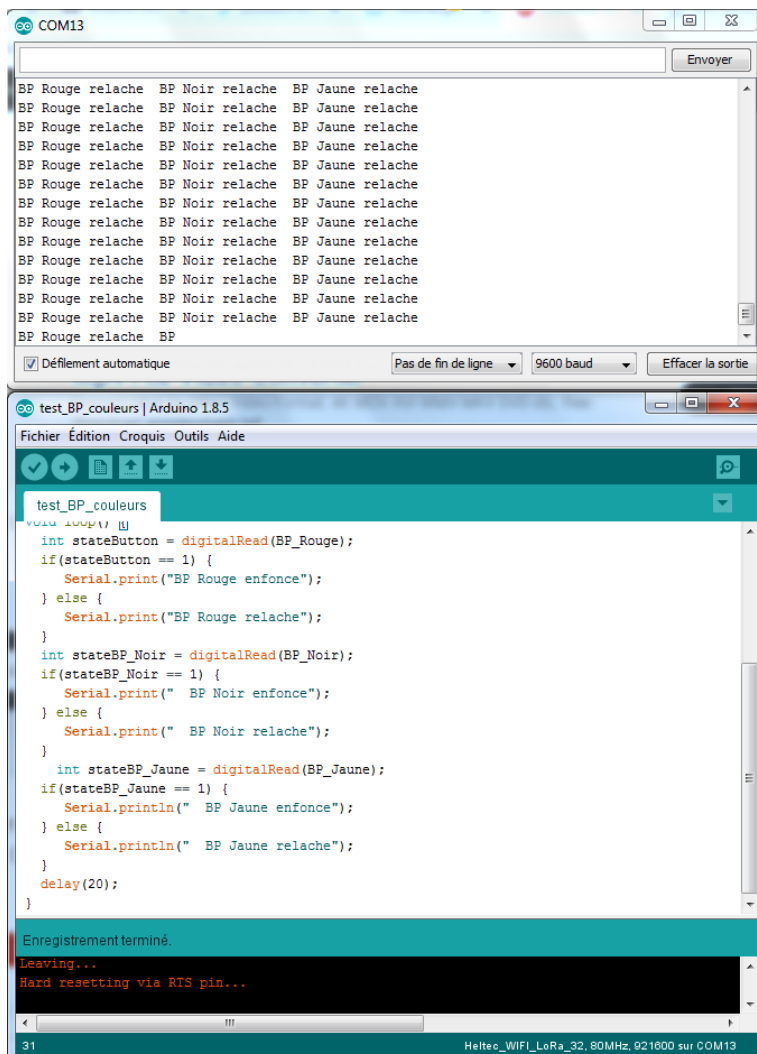 COM13
Envoyer
BP Rouge relache  BP Noir relache  BP Jaune relache
BP Rouge relache  BP Noir relache  BP Jaune relache
BP Rouge relache  BP Noir relache  BP Jaune relache
BP Rouge relache  BP Noir relache  BP Jaune relache
BP Rouge relache  BP Noir relache  BP Jaune relache
BP Rouge relache  BP Noir relache  BP Jaune relache
BP Rouge relache  BP Noir relache  BP Jaune relache
BP Rouge relache  BP Noir relache  BP Jaune relache
BP Rouge relache  BP Noir relache  BP Jaune relache
BP Rouge relache  BP Noir relache  BP Jaune relache
BP Rouge relache  BP Noir relache  BP Jaune relache
BP Rouge relache  BP Noir relache  BP Jaune relache
BP Rouge relache  BP Noir relache  BP Jaune relache
BP Rouge relache  BP
Défilement automatique Pas de fin de ligne 9600 baud Effacer la sortie
test_BP_couleurs | Arduino 1.8.5
Fichier Édition Croquis Outils Aide
test_BP_couleurs
void loop() {
  int stateButton = digitalRead(BP_Rouge);
  if(stateButton == 1) {
     Serial.print("BP Rouge enfonce");
  } else {
     Serial.print("BP Rouge relache");
  }
  int stateBP_Noir = digitalRead(BP_Noir);
  if(stateBP_Noir == 1) {
     Serial.print("  BP Noir enfonce");
  } else {
     Serial.print("  BP Noir relache");
  }
    int stateBP_Jaune = digitalRead(BP_Jaune);
  if(stateBP_Jaune == 1) {
     Serial.println("  BP Jaune enfonce");
  } else {
     Serial.println("  BP Jaune relache");
  }
  delay(20);
}
Enregistrement terminé.
Leaving...
Hard resetting via RTS pin...
31 Heltec_WIFI_LoRa_32, 80MHz, 921600 sur COM13